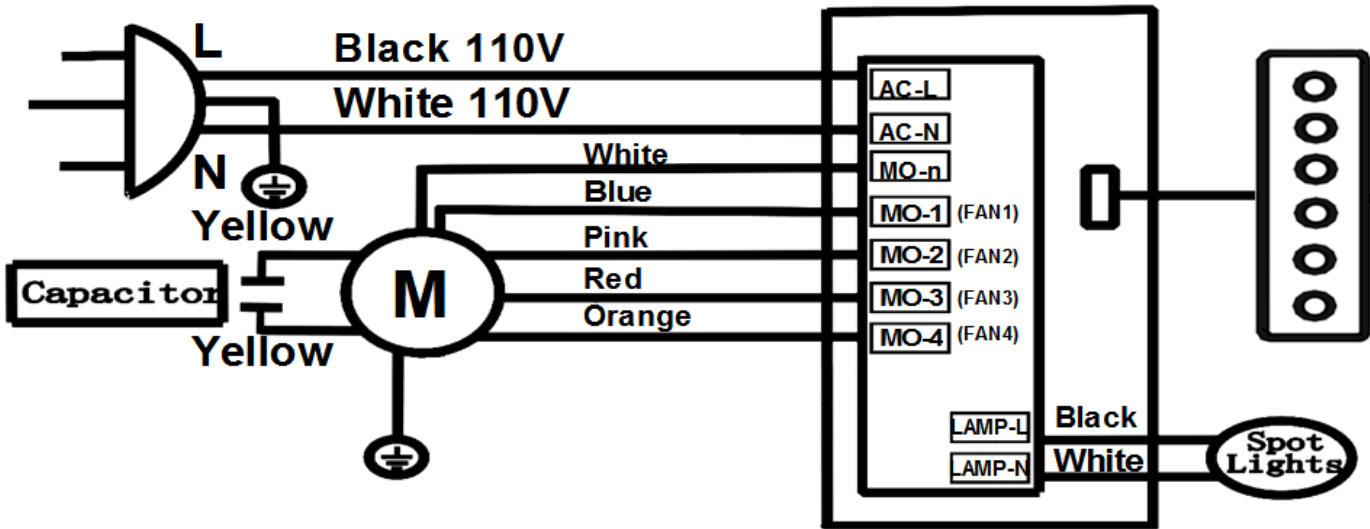 L
Black 110V
White 110V
N
Yellow
Capacitor
Yellow
M
White
Blue
Pink
Red
Orange
AC-L
AC-N
MO-n
MO-1 (FAN1)
MO-2 (FAN2)
MO-3 (FAN3)
MO-4 (FAN4)
LAMP-L
LAMP-N
Black
White
Spot
Lights